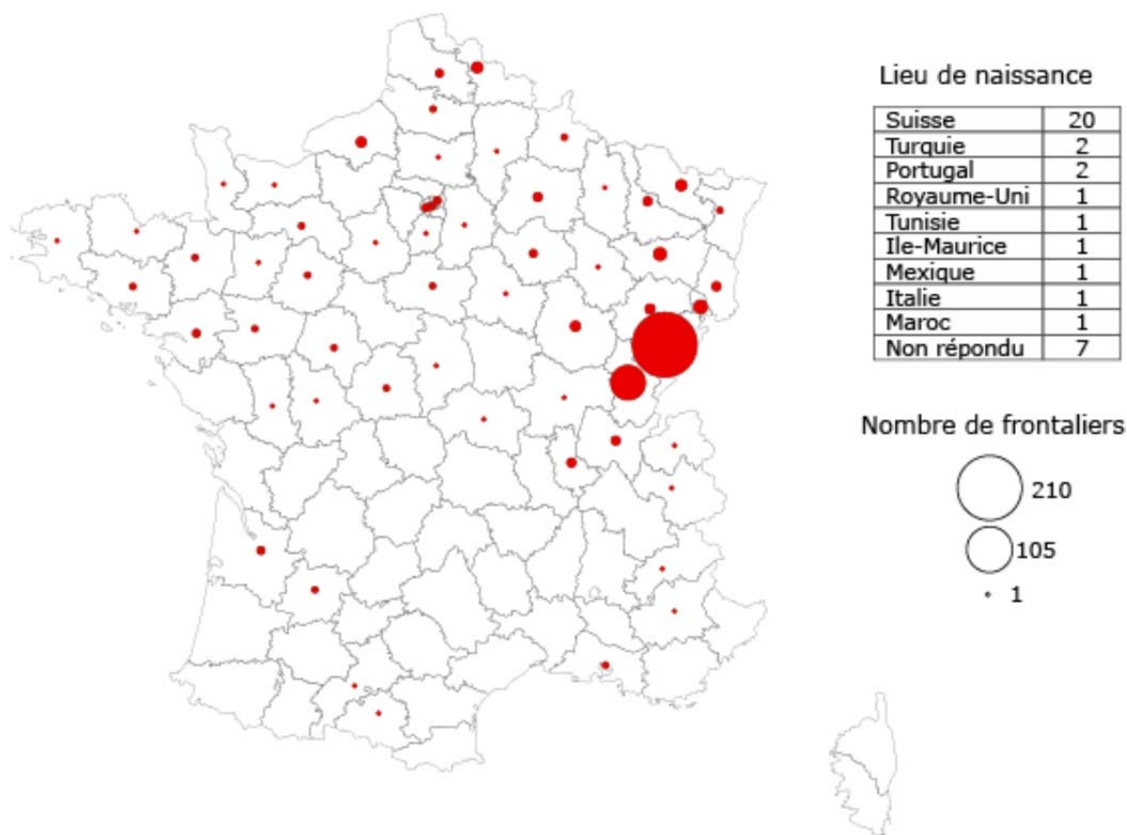 Lieu de naissance
Suisse 20
Turquie 2
Portugal 2
Royaume-Uni 1
Tunisie 1
Ile-Maurice 1
Mexique 1
Italie 1
Maroc 1
Non répondu 7
Nombre de frontaliers
210
105
1